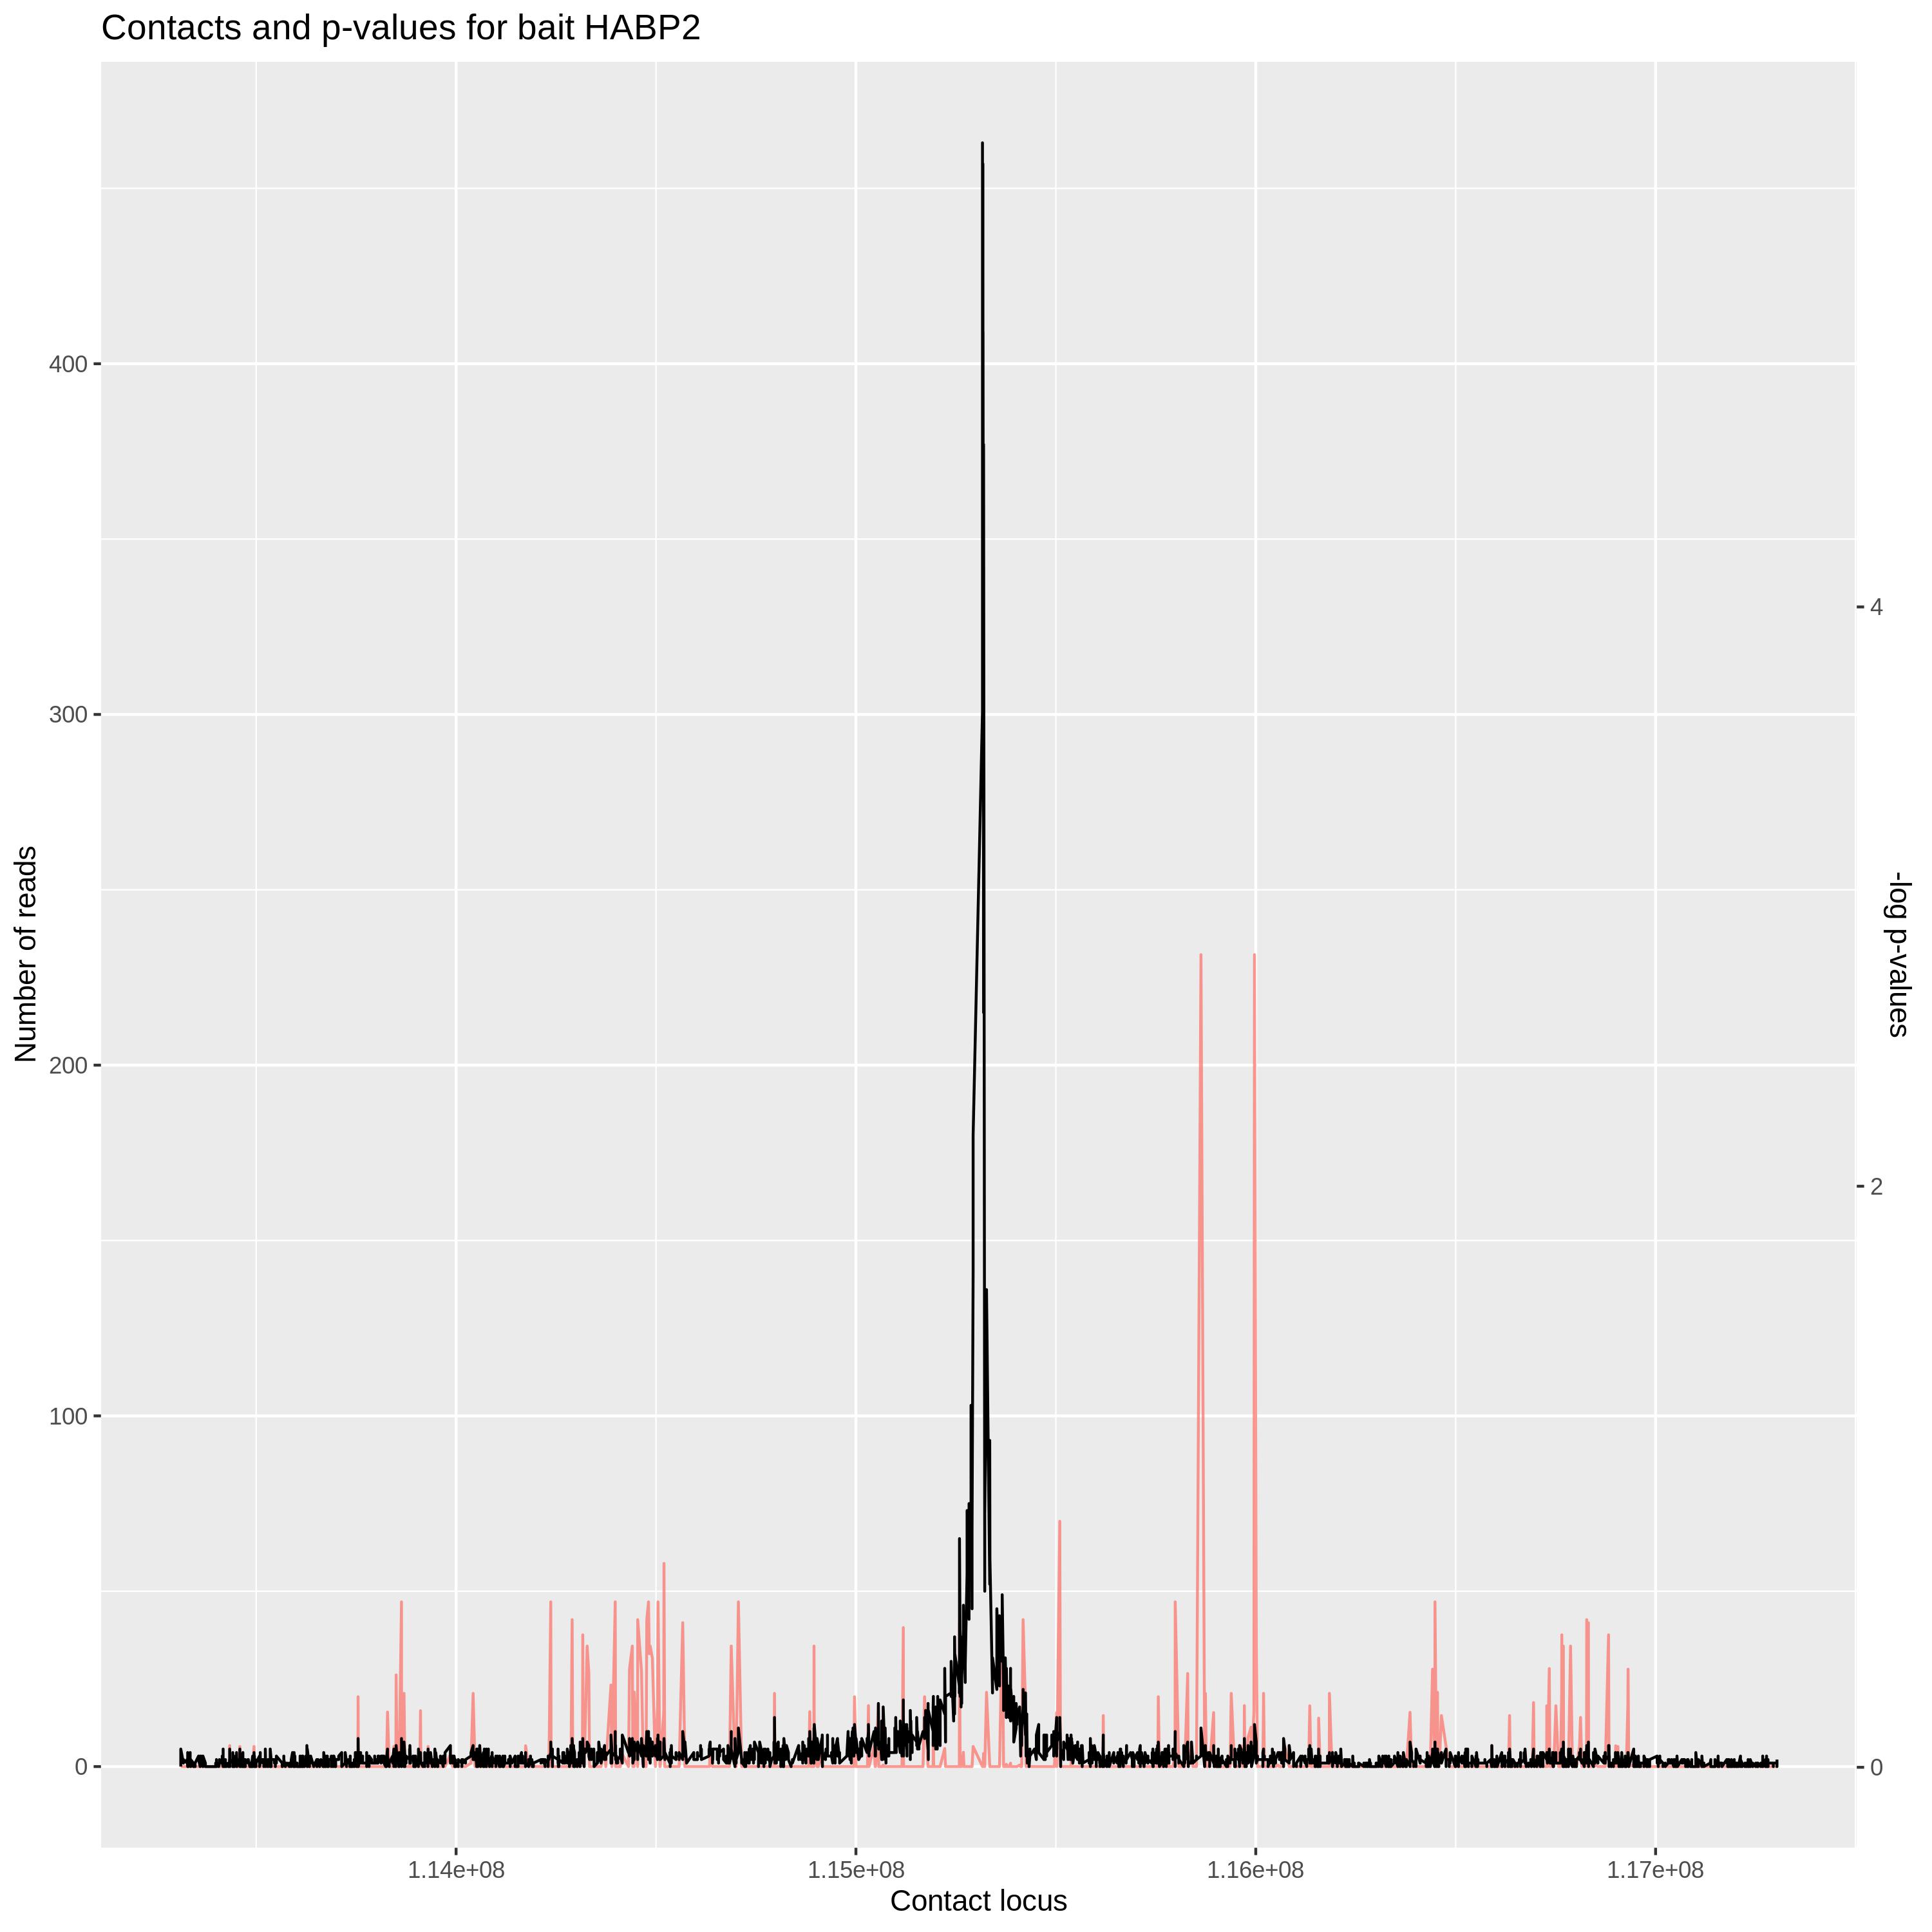 Contacts and p-values for bait HABP2
Number of reads
400
300
200
100
0
4
2
0
-log p-values
1.14e+08
1.15e+08
1.16e+08
1.17e+08
Contact locus